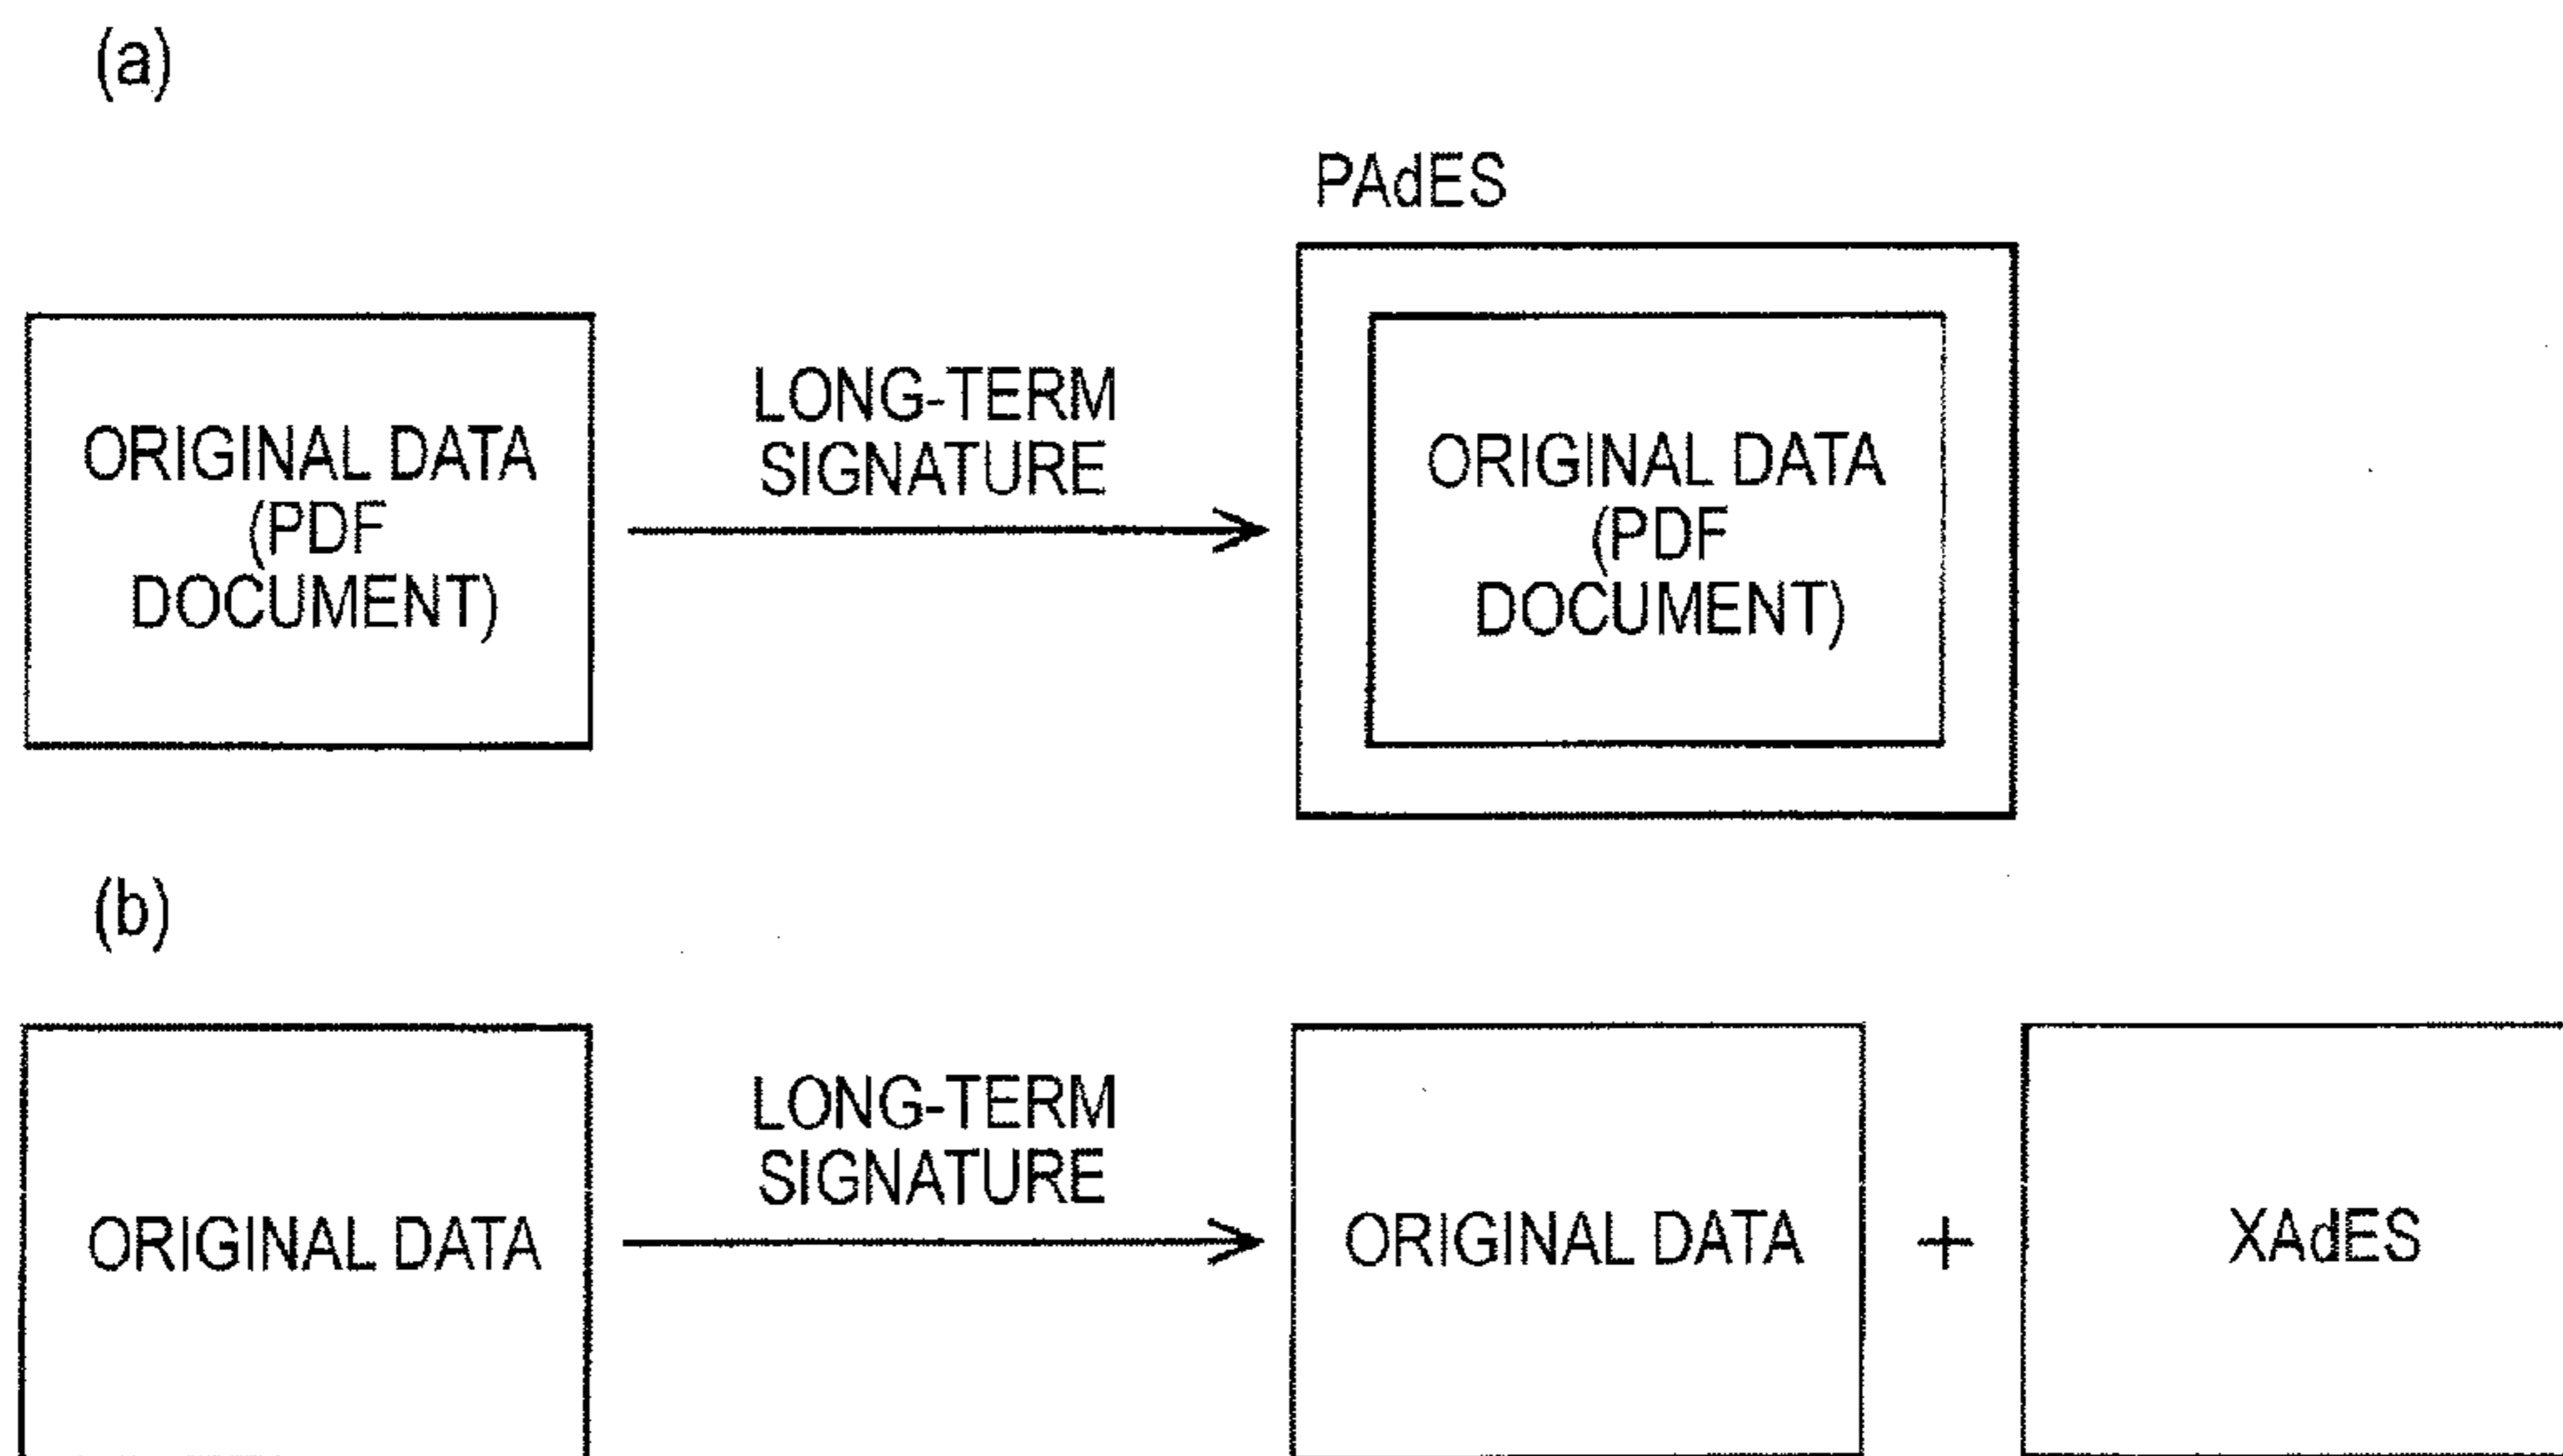 (a)
PAdES
ORIGINAL DATA
(PDF
DOCUMENT)
LONG-TERM
SIGNATURE
ORIGINAL DATA
(PDF
DOCUMENT)
(b)
ORIGINAL DATA
LONG-TERM
SIGNATURE
ORIGINAL DATA
+
XAdES